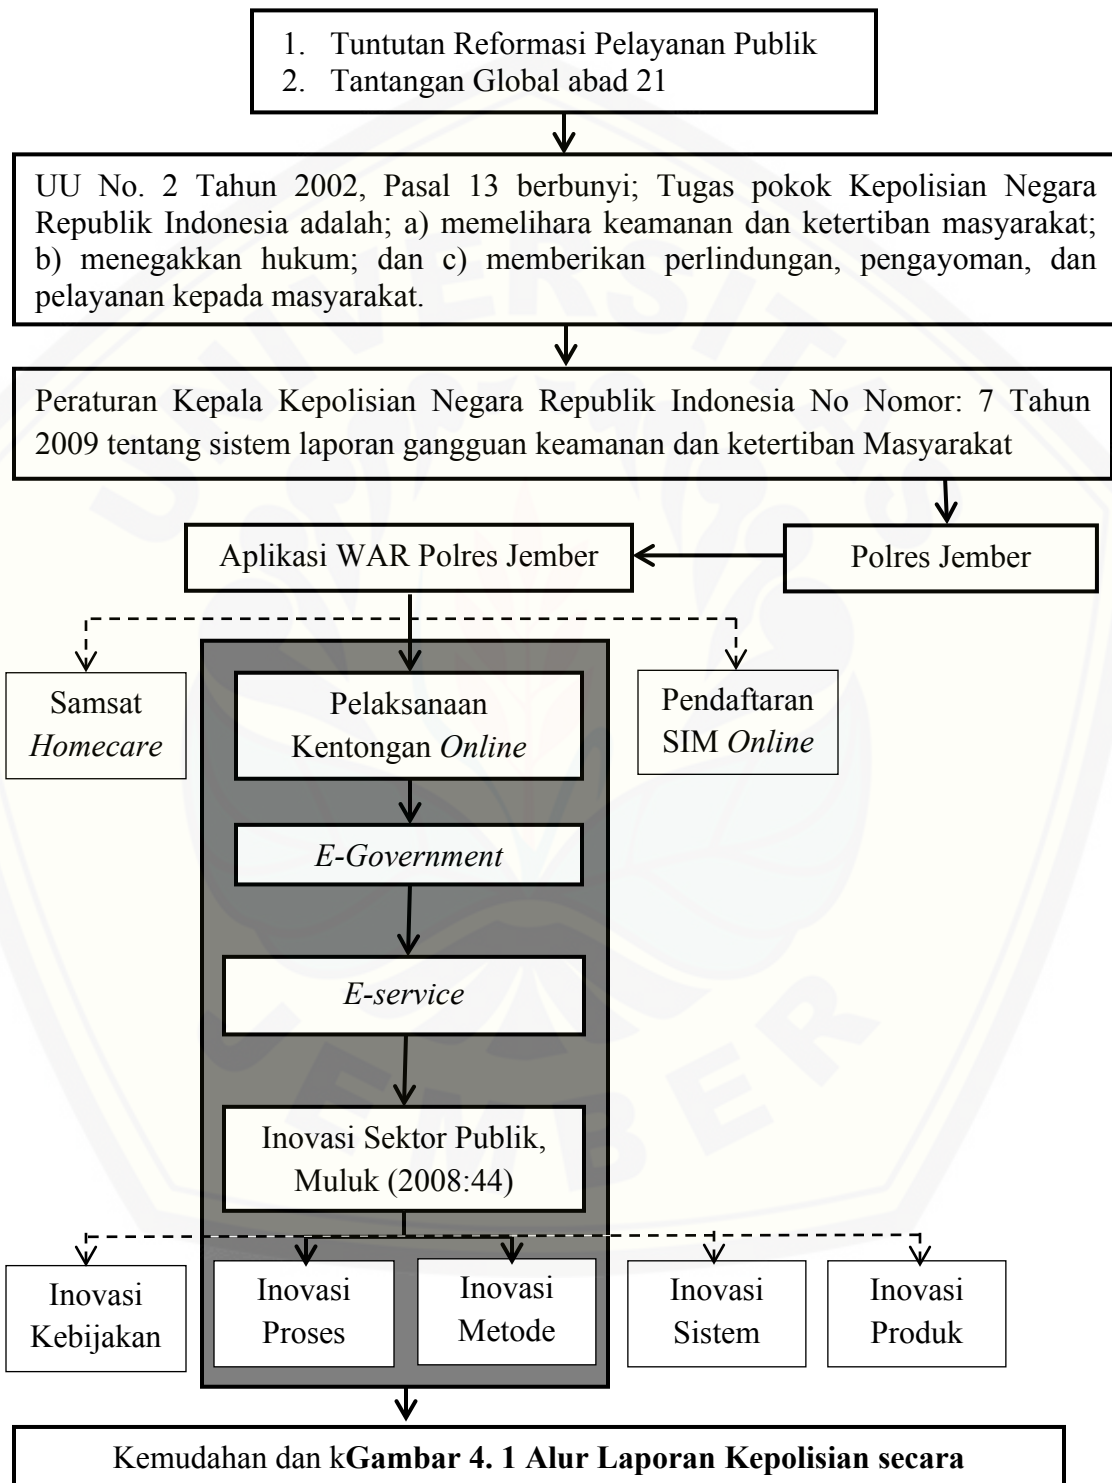 1. Tuntutan Reformasi Pelayanan Publik
2. Tantangan Global abad 21
UU No. 2 Tahun 2002, Pasal 13 berbunyi; Tugas pokok Kepolisian Negara
Republik Indonesia adalah; a) memelihara keamanan dan ketertiban masyarakat;
b) menegakkan hukum; dan c) memberikan perlindungan, pengayoman, dan
pelayanan kepada masyarakat.
Peraturan Kepala Kepolisian Negara Republik Indonesia No Nomor: 7 Tahun
2009 tentang sistem laporan gangguan keamanan dan ketertiban Masyarakat
Aplikasi WAR Polres Jember
Polres Jember
Samsat
Homecare
Pelaksanaan
Kentongan Online
Pendaftaran
SIM Online
E-Government
E-service
Inovasi Sektor Publik,
Muluk (2008:44)
Inovasi
Kebijakan
Inovasi
Proses
Inovasi
Metode
Inovasi
Sistem
Inovasi
Produk
Kemudahan dan kGambar 4. 1 Alur Laporan Kepolisian secara
UNIVERSITAS
JEMBER